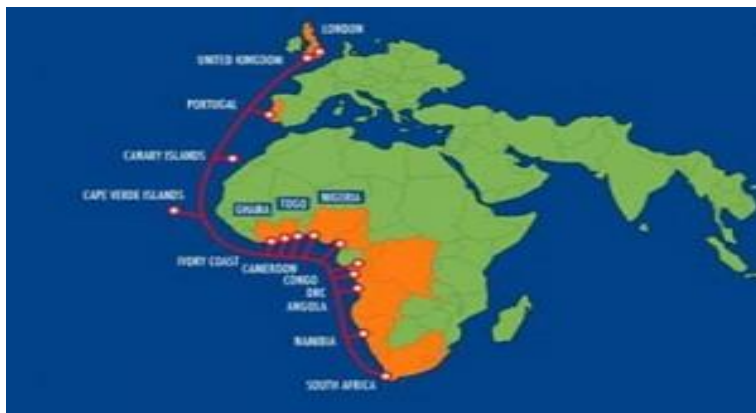 LONDON
UNITED KINGDOM
PORTUGAL
CANARY ISLANDS
CAPE VERDE ISLANDS
GHANA
TOGO
NIGERIA
IVORY COAST
CAMEROON
CONGO
DRC
ANGOLA
NAMIBIA
SOUTH AFRICA